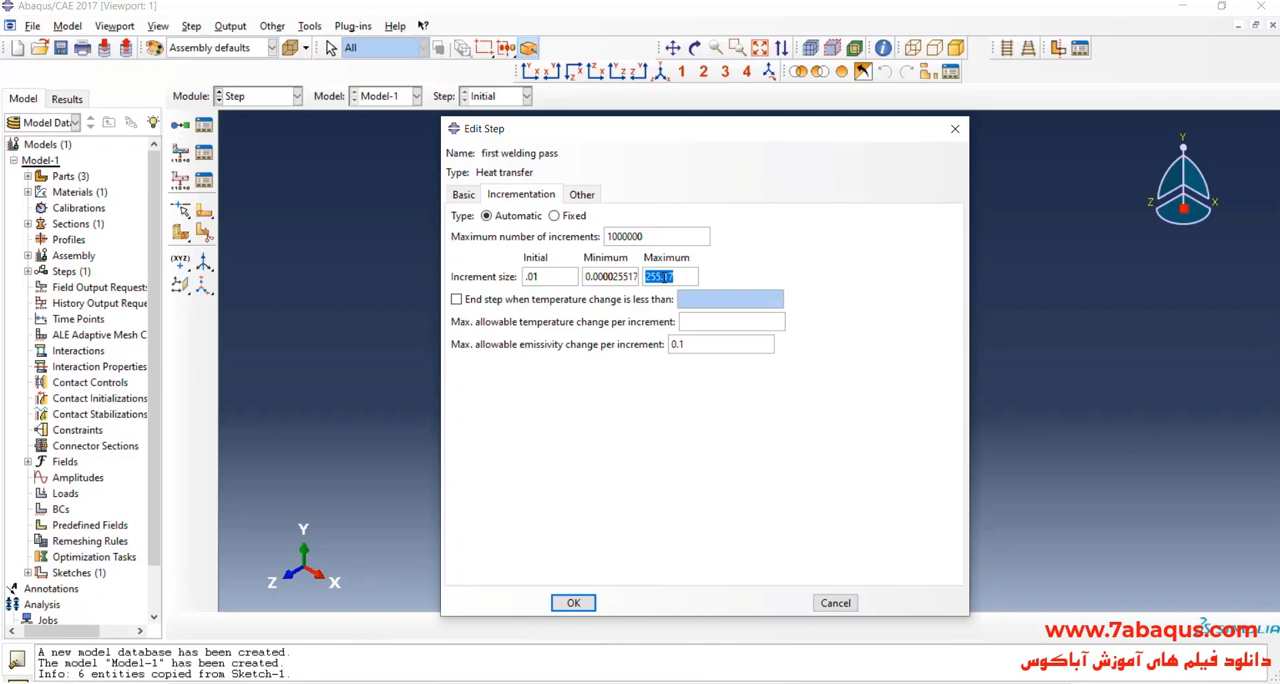 Abaqus/CAE 2017 [Viewport: 1]
File Model Viewport View Step Output Other Tools Plug-ins Help
Assembly defaults All
1 2 3 4
Model Results
Module: Step Model: Model-1 Step: Initial
Model Data
Models (1)
Model-1
Parts (3)
Materials (1)
Calibrations
Sections (1)
Profiles
Assembly
Steps (1)
Field Output Requests
History Output Reque
Time Points
ALE Adaptive Mesh C
Interactions
Interaction Properties
Contact Controls
Contact Initializations
Contact Stabilizations
Constraints
Connector Sections
Fields
Amplitudes
Loads
BCs
Predefined Fields
Remeshing Rules
Optimization Tasks
Sketches (1)
Annotations
Analysis
Jobs
Edit Step
Name: first welding pass
Type: Heat transfer
Basic Incrementation Other
Type: Automatic Fixed
Maximum number of increments: 1000000
Initial Minimum Maximum
Increment size: .01 0.000025517 255.17
End step when temperature change is less than:
Max. allowable temperature change per increment:
Max. allowable emissivity change per increment: 0.1
OK Cancel
Y
Z X
Y
Z X
www.7abaqus.com
دانلود فیلم های آموزش آباکوس
A new model database has been created.
The model "Model-1" has been created.
Info: 6 entities copied from Sketch-1.